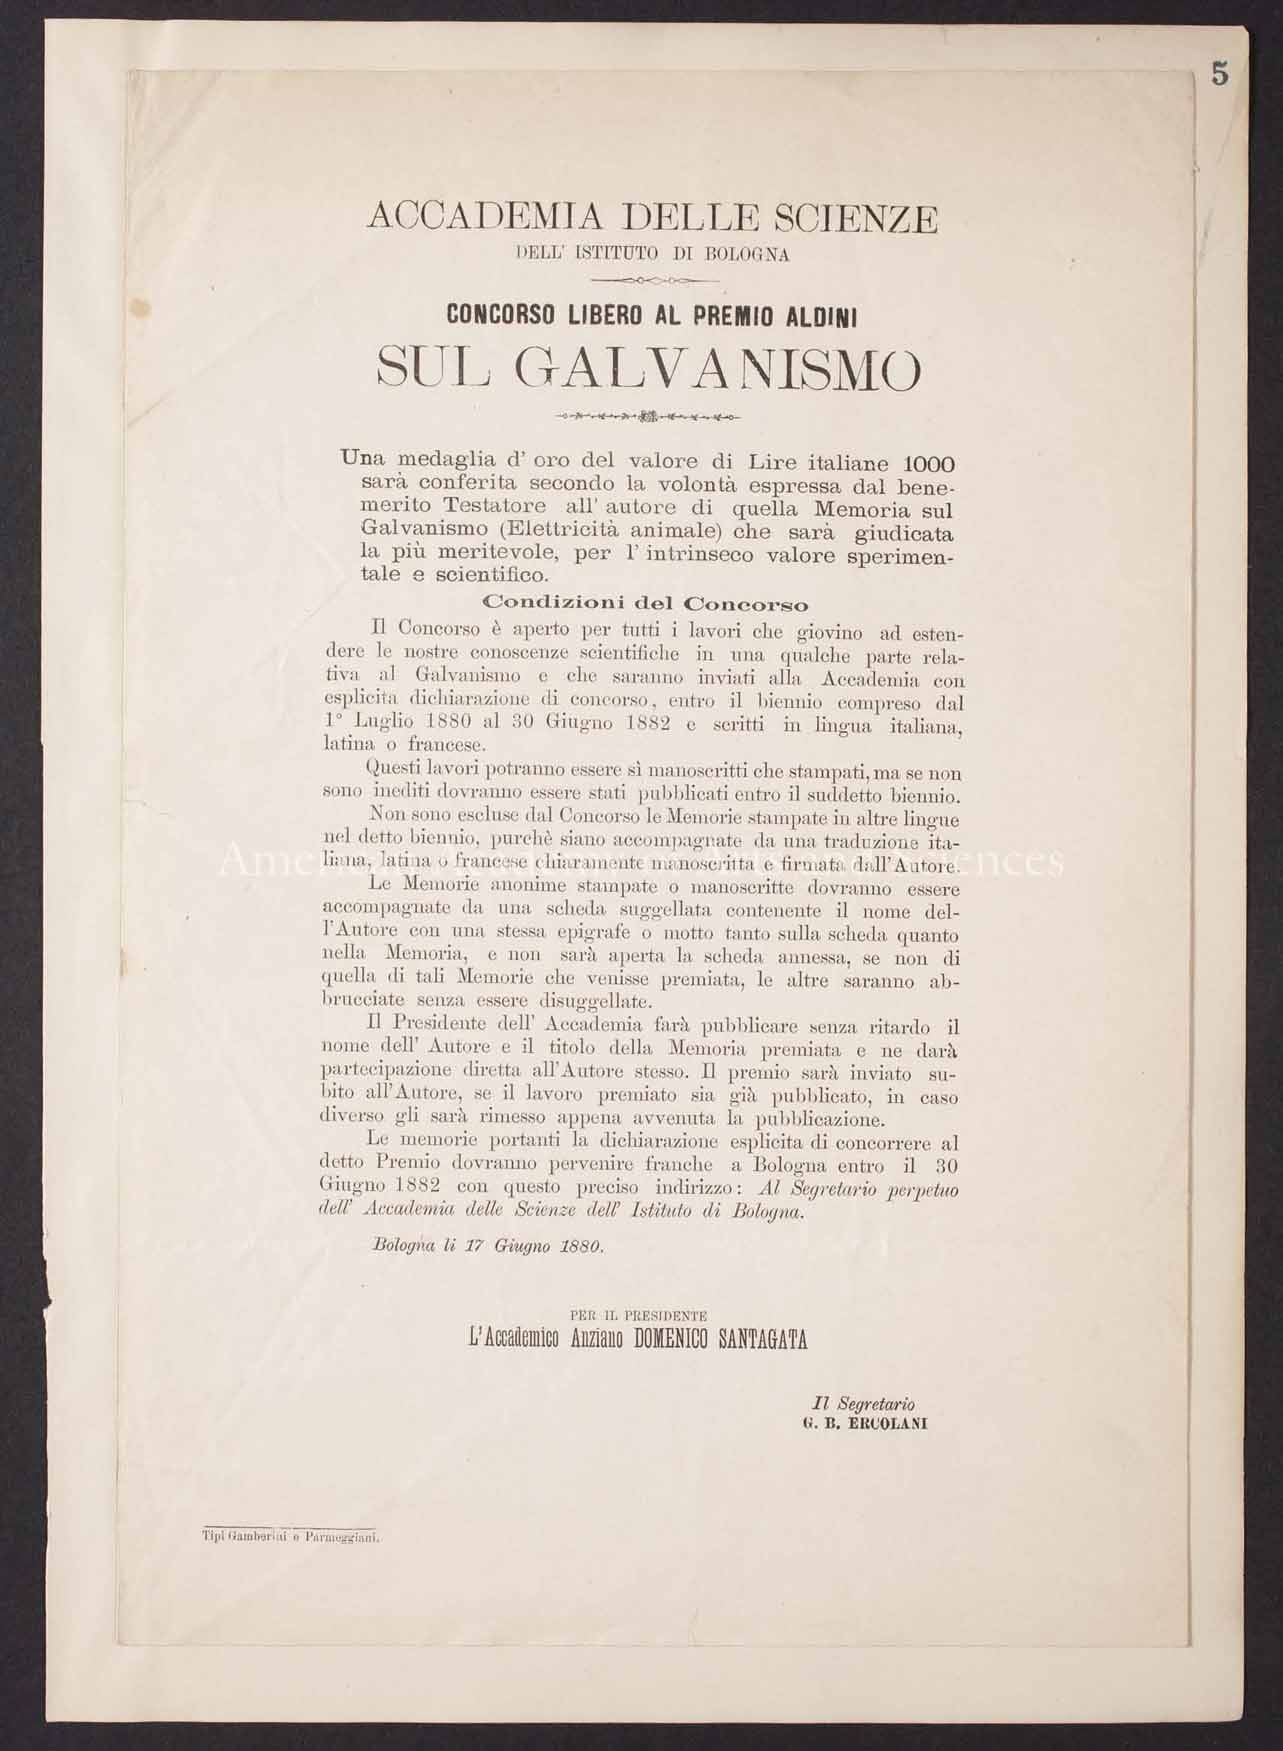 5
ACCADEMIA DELLE SCIENZE
DELL' ISTITUTO DI BOLOGNA
CONCORSO LIBERO AL PREMIO ALDINI
SUL GALVANISMO
Una medaglia d' oro del valore di Lire italiane 1000
sarà conferita secondo la volontà espressa dal bene-
merito Testatore all' autore di quella Memoria sul
Galvanismo (Elettricità animale) che sarà giudicata
la più meritevole, per l' intrinseco valore sperimen-
tale e scientifico.
Condizioni del Concorso
Il Concorso è aperto per tutti i lavori che giovino ad esten-
dere le nostre conoscenze scientifiche in una qualche parte rela-
tiva al Galvanismo e che saranno inviati alla Accademia con
esplicita dichiarazione di concorso, entro il biennio compreso dal
1° Luglio 1880 al 30 Giugno 1882 e scritti in lingua italiana,
latina o francese.
Questi lavori potranno essere sì manoscritti che stampati, ma se non
sono inediti dovranno essere stati pubblicati entro il suddetto biennio.
Non sono escluse dal Concorso le Memorie stampate in altre lingue
nel detto biennio, purchè siano accompagnate da una traduzione ita-
liana, latina o francese chiaramente manoscritta e firmata dall'Autore.
American Academy of Arts and Sciences
Le Memorie anonime stampate o manoscritte dovranno essere
accompagnate da una scheda suggellata contenente il nome del-
l'Autore con una stessa epigrafe o motto tanto sulla scheda quanto
nella Memoria, e non sarà aperta la scheda annessa, se non di
quella di tali Memorie che venisse premiata, le altre saranno ab-
brucciate senza essere disuggellate.
Il Presidente dell' Accademia farà pubblicare senza ritardo il
nome dell' Autore e il titolo della Memoria premiata e ne darà
partecipazione diretta all'Autore stesso. Il premio sarà inviato su-
bito all'Autore, se il lavoro premiato sia già pubblicato, in caso
diverso gli sarà rimesso appena avvenuta la pubblicazione.
Le memorie portanti la dichiarazione esplicita di concorrere al
detto Premio dovranno pervenire franche a Bologna entro il 30
Giugno 1882 con questo preciso indirizzo: Al Segretario perpetuo
dell' Accademia delle Scienze dell' Istituto di Bologna.
Bologna li 17 Giugno 1880.
PER IL PRESIDENTE
L'Accademico Anziano DOMENICO SANTAGATA
Il Segretario
G. B. ERCOLANI
Tipi Gamberini e Parmeggiani.